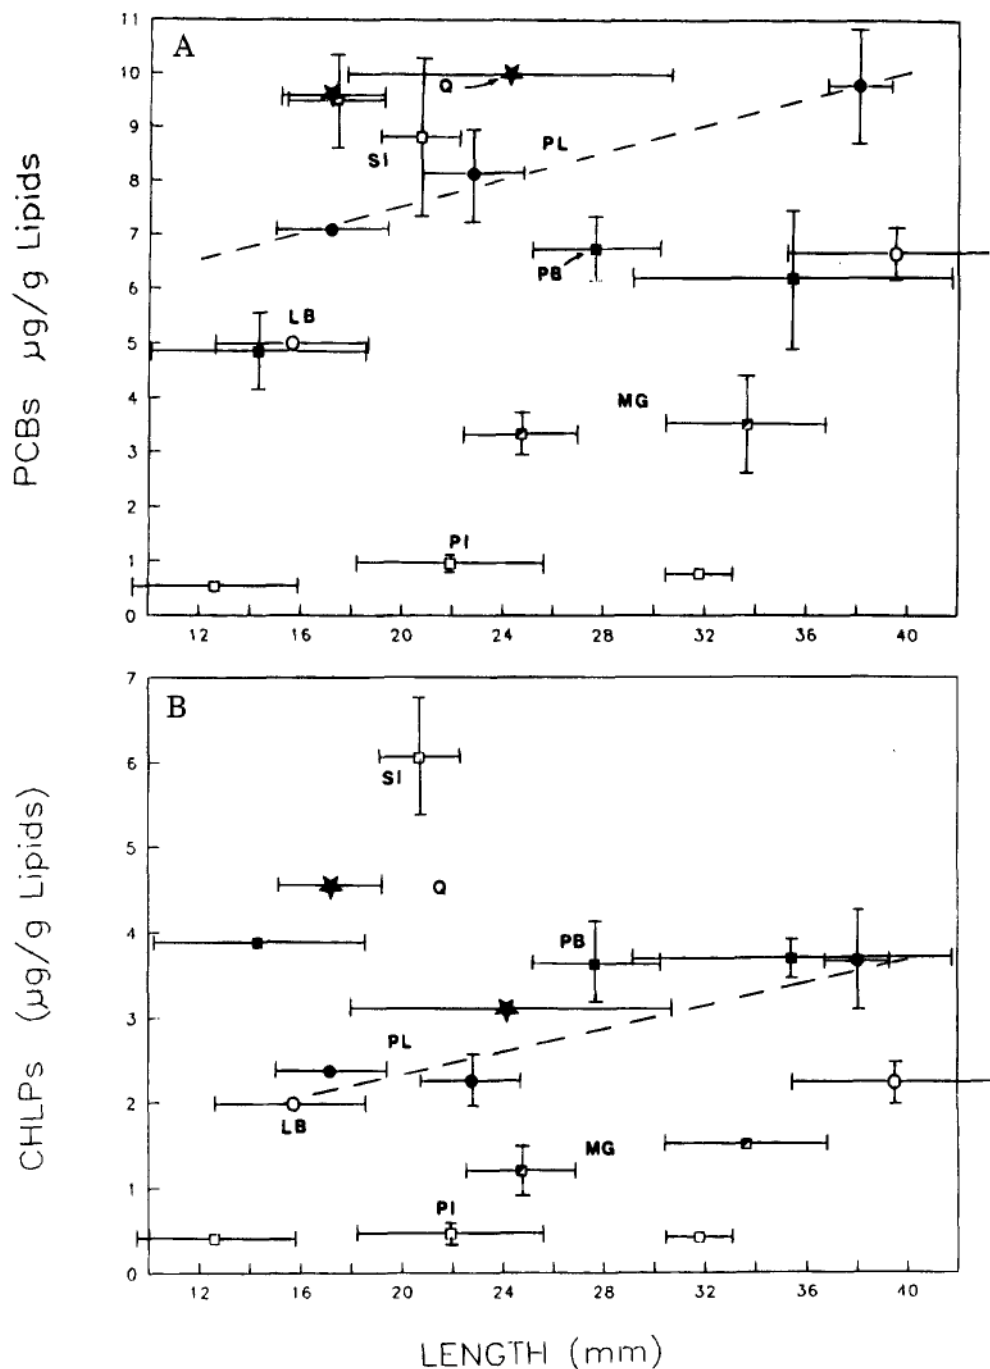 A
11
10
9
8
7
6
5
4
3
2
1
0
PCBs µg/g Lipids
Q
SI
PL
PB
LB
MG
PI
12 16 20 24 28 32 36 40
B
7
6
5
4
3
2
1
0
CHLPs (µg/g Lipids)
SI
Q
PB
PL
LB
MG
PI
12 16 20 24 28 32 36 40
LENGTH (mm)